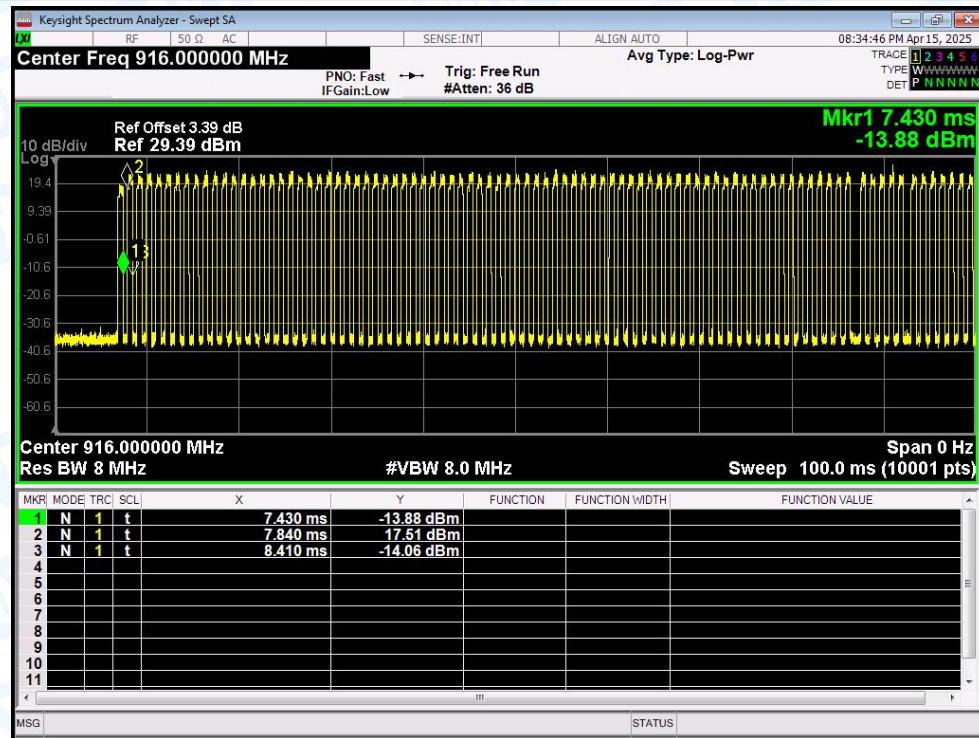 Keysight Spectrum Analyzer - Swept SA
LXI RF 50 Ω AC SENSE:INT ALIGN AUTO 08:34:46 PM Apr 15, 2025
Center Freq 916.000000 MHz
Avg Type: Log-Pwr
TRACE 1 2 3 4 5 6
TYPE WWWWWWW
DET P N N N N N
PNO: Fast
IFGain:Low
Trig: Free Run
#Atten: 36 dB
Mkr1 7.430 ms
-13.88 dBm
Ref Offset 3.39 dB
10 dB/div Ref 29.39 dBm
Log
19.4
9.39
-0.61
-10.6
-20.6
-30.6
-40.6
-50.6
-60.6
2
1 3
Center 916.000000 MHz Span 0 Hz
Res BW 8 MHz #VBW 8.0 MHz Sweep 100.0 ms (10001 pts)
MKR MODE TRC SCL X Y FUNCTION FUNCTION WIDTH FUNCTION VALUE
1 N 1 t 7.430 ms -13.88 dBm
2 N 1 t 7.840 ms 17.51 dBm
3 N 1 t 8.410 ms -14.06 dBm
4
5
6
7
8
9
10
11
MSG STATUS